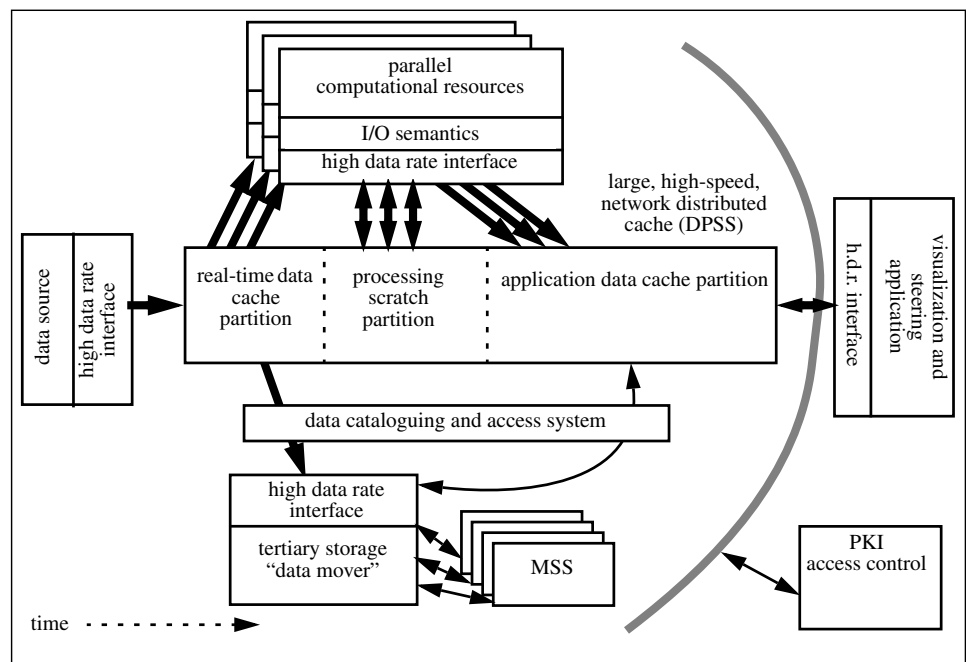 parallel
computational resources
I/O semantics
high data rate interface
large, high-speed,
network distributed
cache (DPSS)
data source
high data rate
interface
real-time data
cache
partition
processing
scratch
partition
application data cache partition
h.d.r. interface
visualization and
steering
application
data cataloguing and access system
high data rate
interface
tertiary storage
“data mover”
MSS
PKI
access control
time